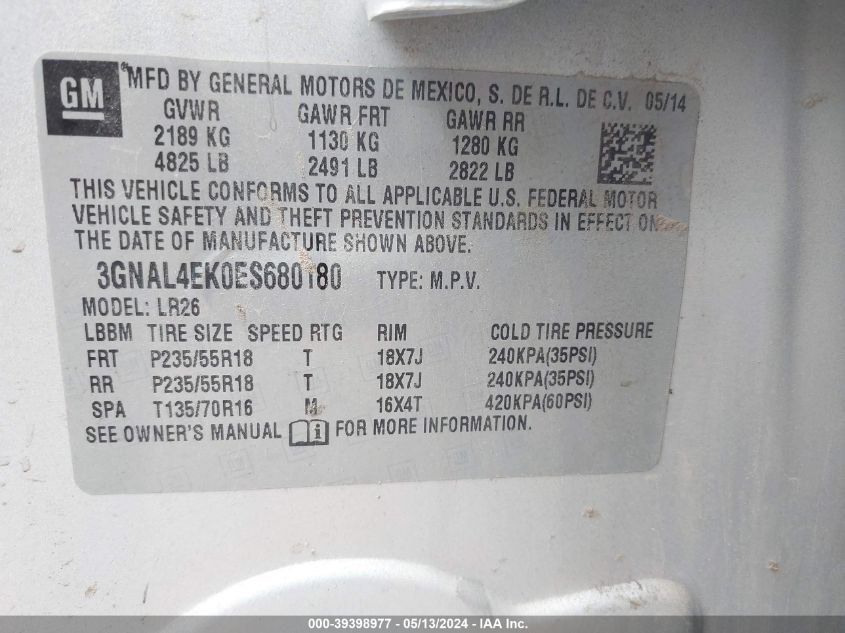 GM
MFD BY GENERAL MOTORS DE MEXICO, S. DE R.L. DE C.V. 05/14
GVWR GAWR FRT GAWR RR
2189 KG 1130 KG 1280 KG
4825 LB 2491 LB 2822 LB
THIS VEHICLE CONFORMS TO ALL APPLICABLE U.S. FEDERAL MOTOR
VEHICLE SAFETY AND THEFT PREVENTION STANDARDS IN EFFECT ON
THE DATE OF MANUFACTURE SHOWN ABOVE.
3GNAL4EK0ES680180 TYPE: M.P.V.
MODEL: LR26
LBBM TIRE SIZE SPEED RTG RIM COLD TIRE PRESSURE
FRT P235/55R18 T 18X7J 240KPA(35PSI)
RR P235/55R18 T 18X7J 240KPA(35PSI)
SPA T135/70R16 M 16X4T 420KPA(60PSI)
SEE OWNER'S MANUAL FOR MORE INFORMATION.
000-39398977 — 05/13/2024 — IAA Inc.